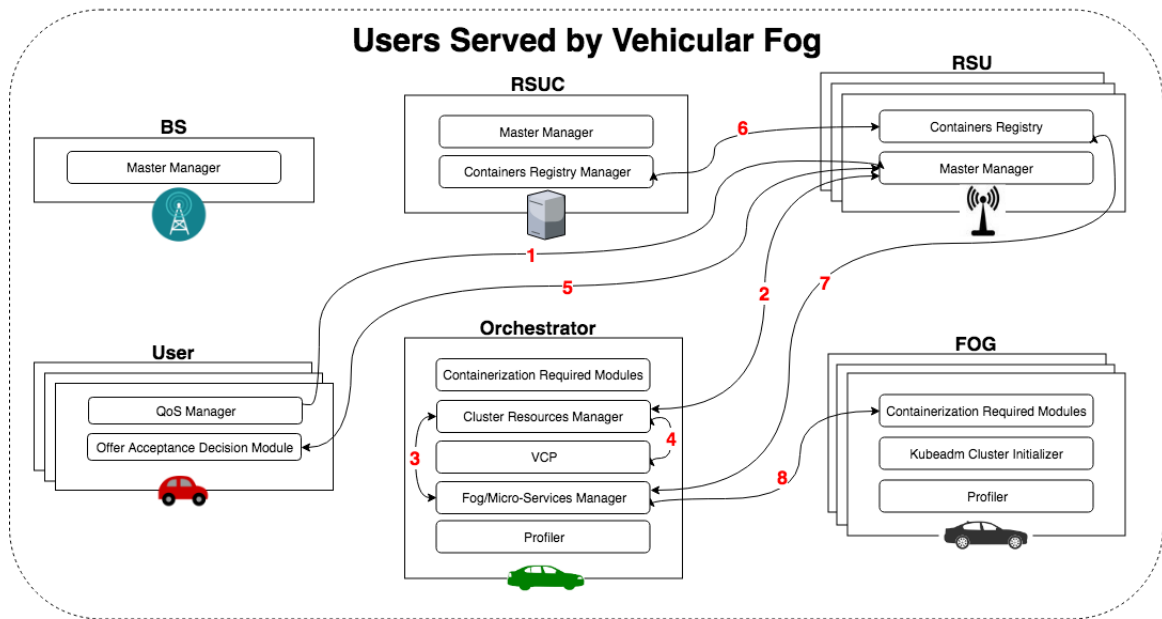 Users Served by Vehicular Fog
BS
Master Manager
RSUC
Master Manager
Containers Registry Manager
RSU
Containers Registry
Master Manager
6
1
5
2
7
User
QoS Manager
Offer Acceptance Decision Module
Orchestrator
Containerization Required Modules
Cluster Resources Manager
VCP
Fog/Micro-Services Manager
Profiler
3
4
8
FOG
Containerization Required Modules
Kubeadm Cluster Initializer
Profiler